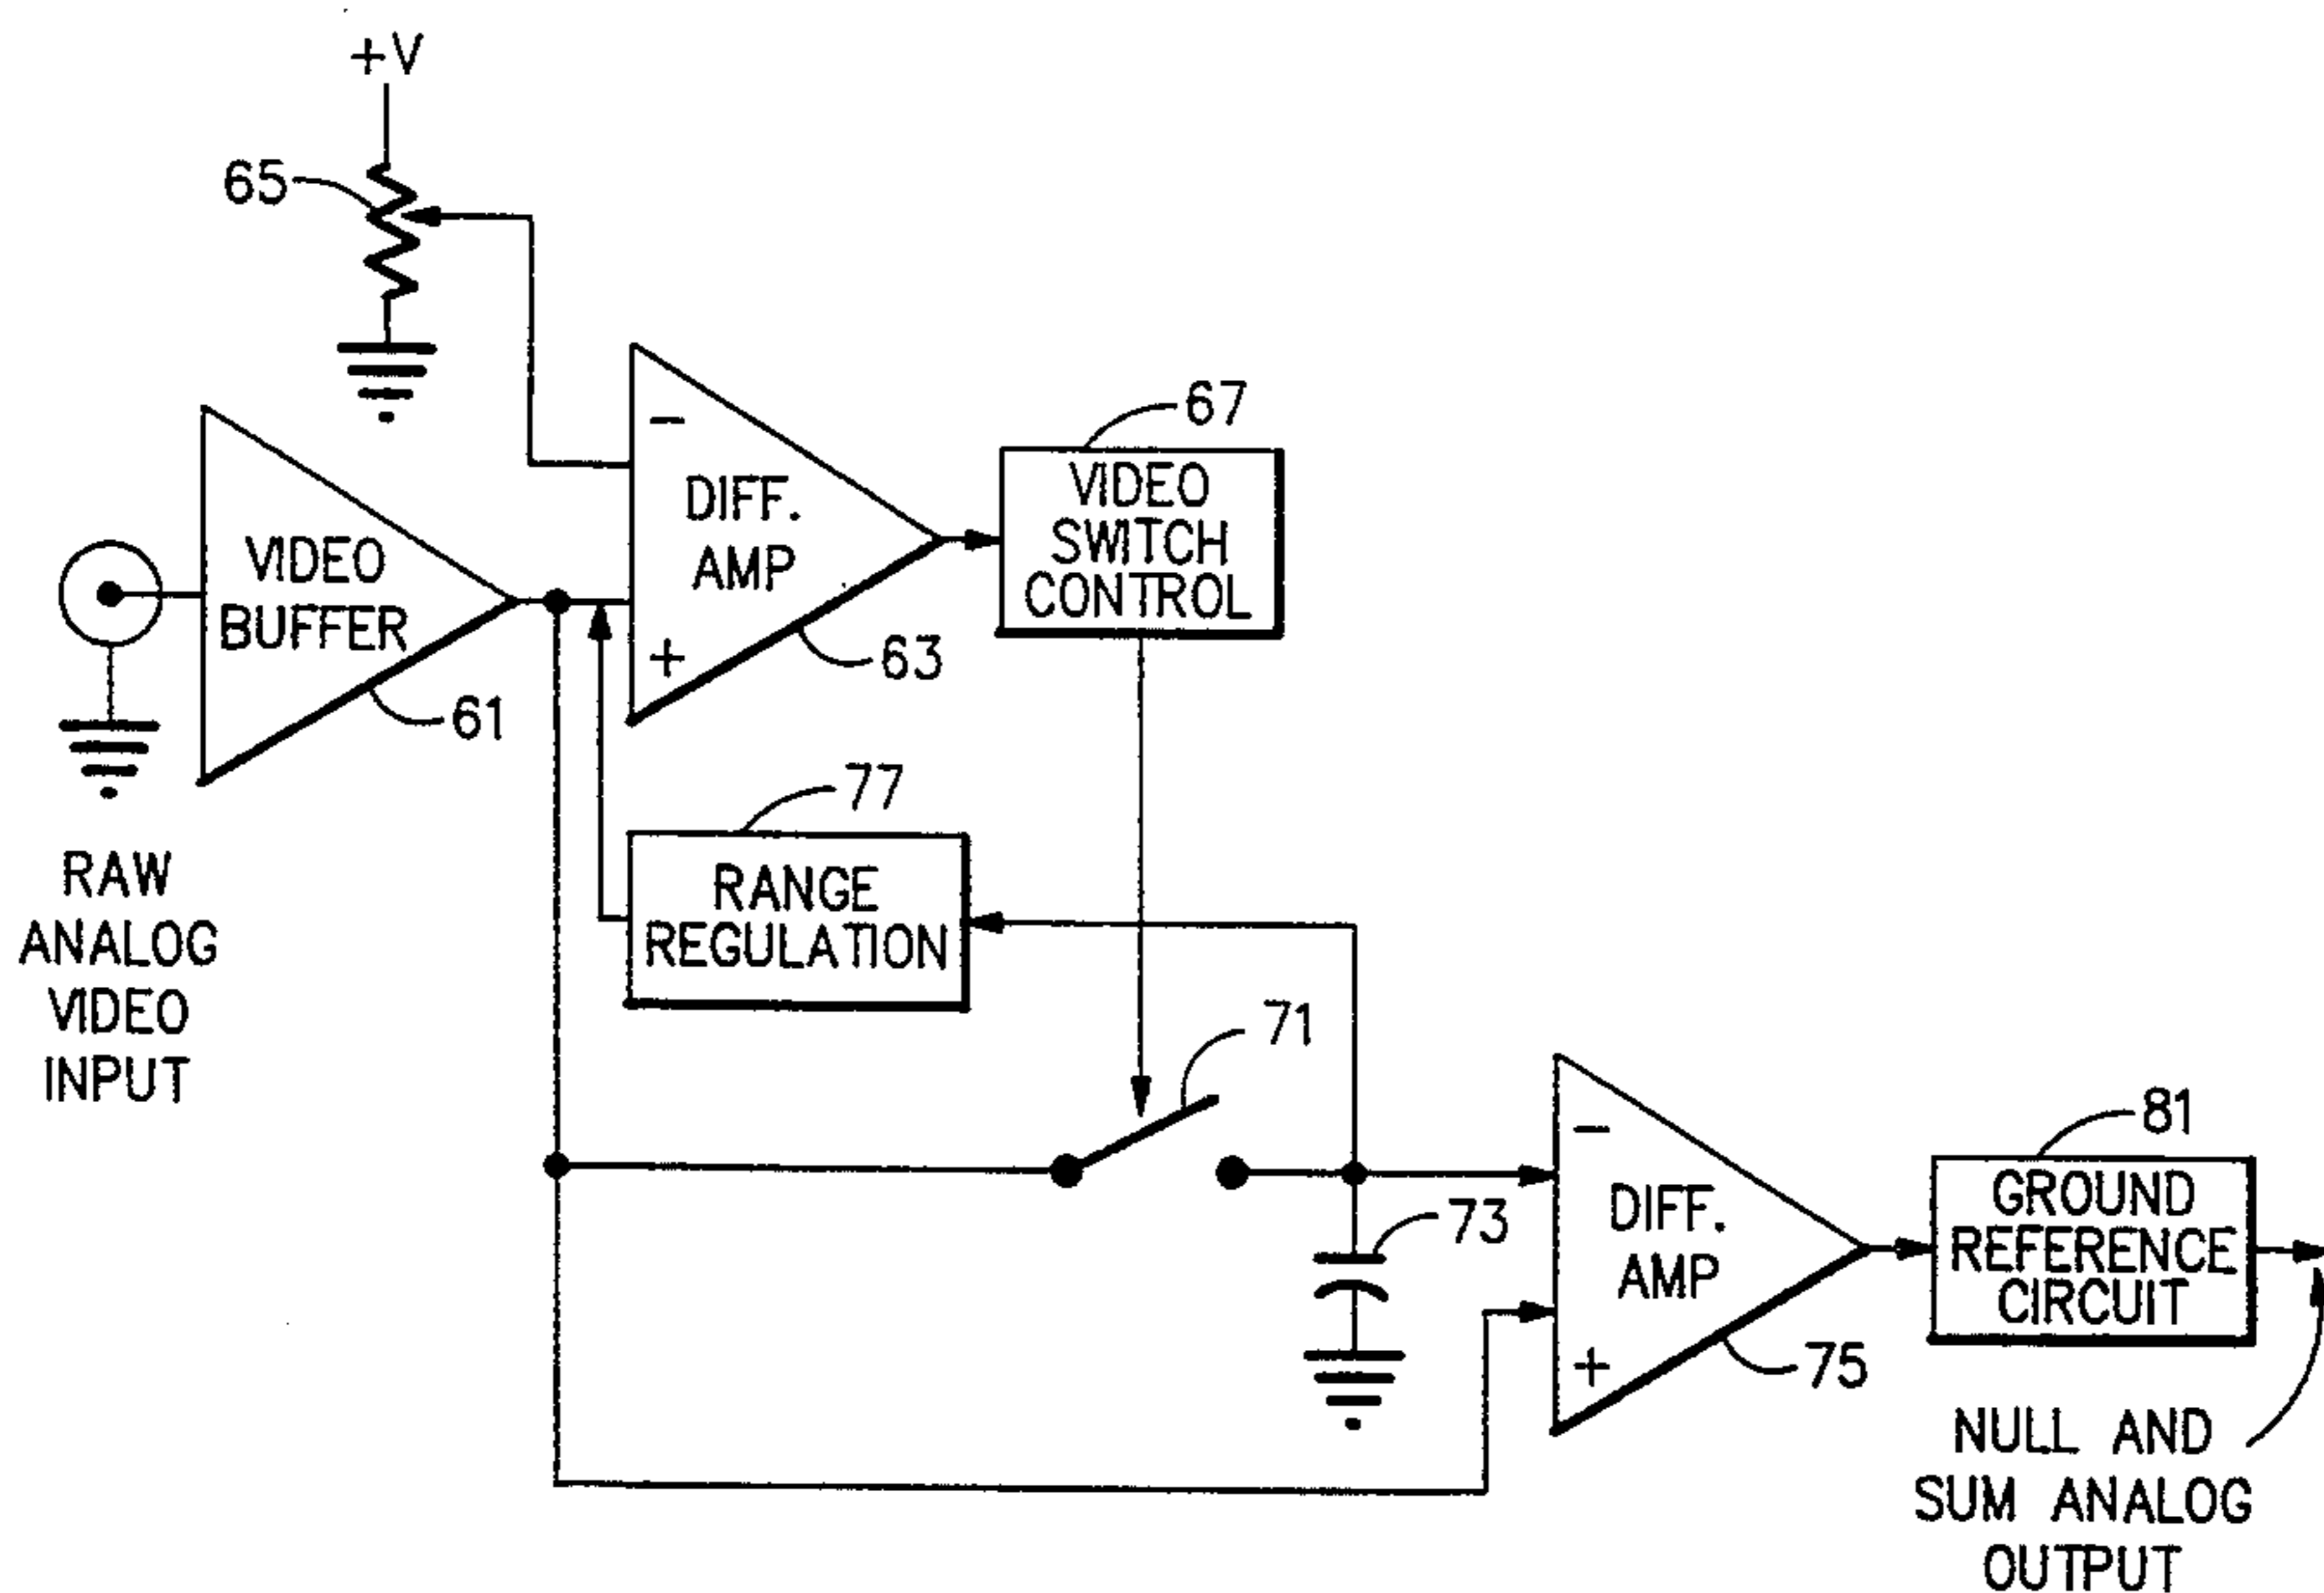 +V
65
67
VIDEO
SWITCH
CONTROL
−
DIFF.
AMP
+
63
VIDEO
BUFFER
61
77
RANGE
REGULATION
RAW
ANALOG
VIDEO
INPUT
71
73
−
DIFF.
AMP
+
75
81
GROUND
REFERENCE
CIRCUIT
NULL AND
SUM ANALOG
OUTPUT